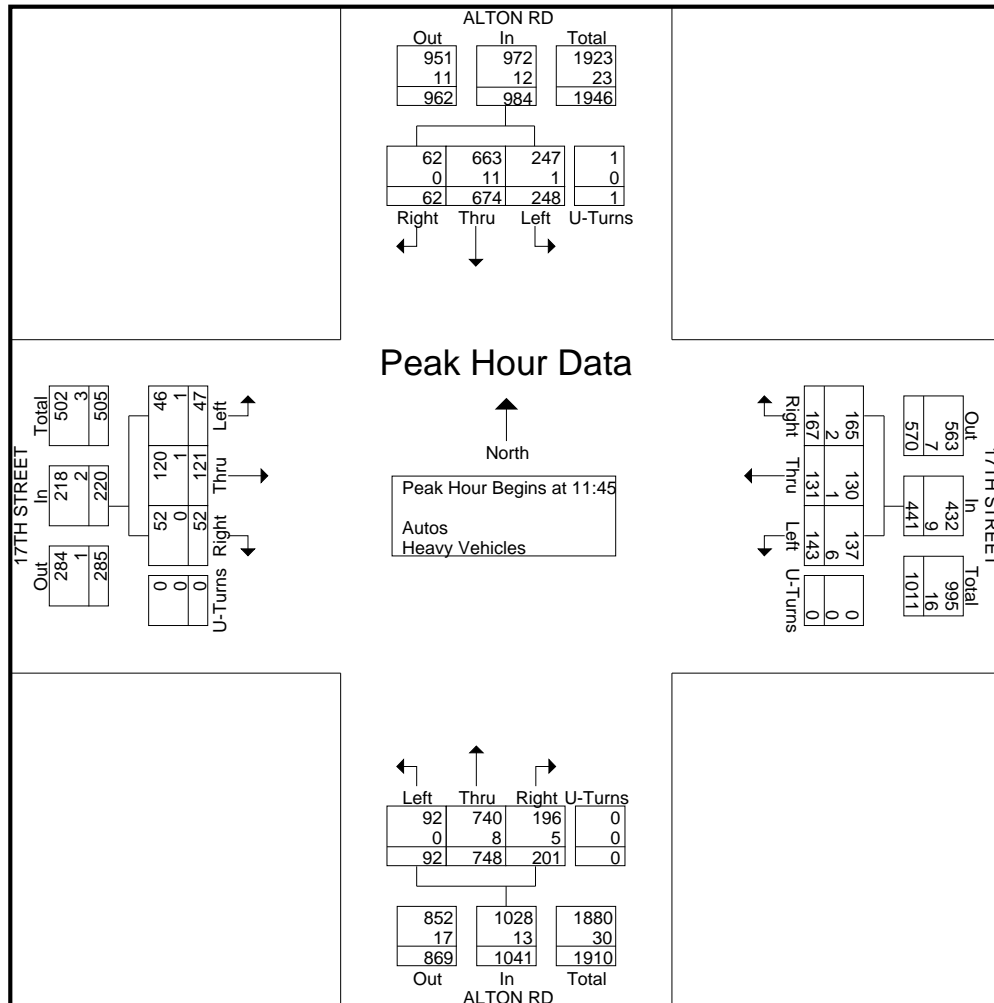 ALTON RD
Out In Total
951 972 1923
11 12 23
962 984 1946
62 663 247 1
0 11 1 0
62 674 248 1
Right Thru Left U-Turns
Peak Hour Data
North
Peak Hour Begins at 11:45
Autos
Heavy Vehicles
17TH STREET
Total In Out
502 218 284
3 2 1
505 220 285
46 120 52 0
1 1 0 0
47 121 52 0
Left Thru Right U-Turns
Right Thru Left U-Turns
167 131 143 0
2 1 6 0
165 130 137 0
570 441 1011
7 9 16
563 432 995
Out In Total
17TH STREET
Left Thru Right U-Turns
92 740 196 0
0 8 5 0
92 748 201 0
852 1028 1880
17 13 30
869 1041 1910
Out In Total
ALTON RD